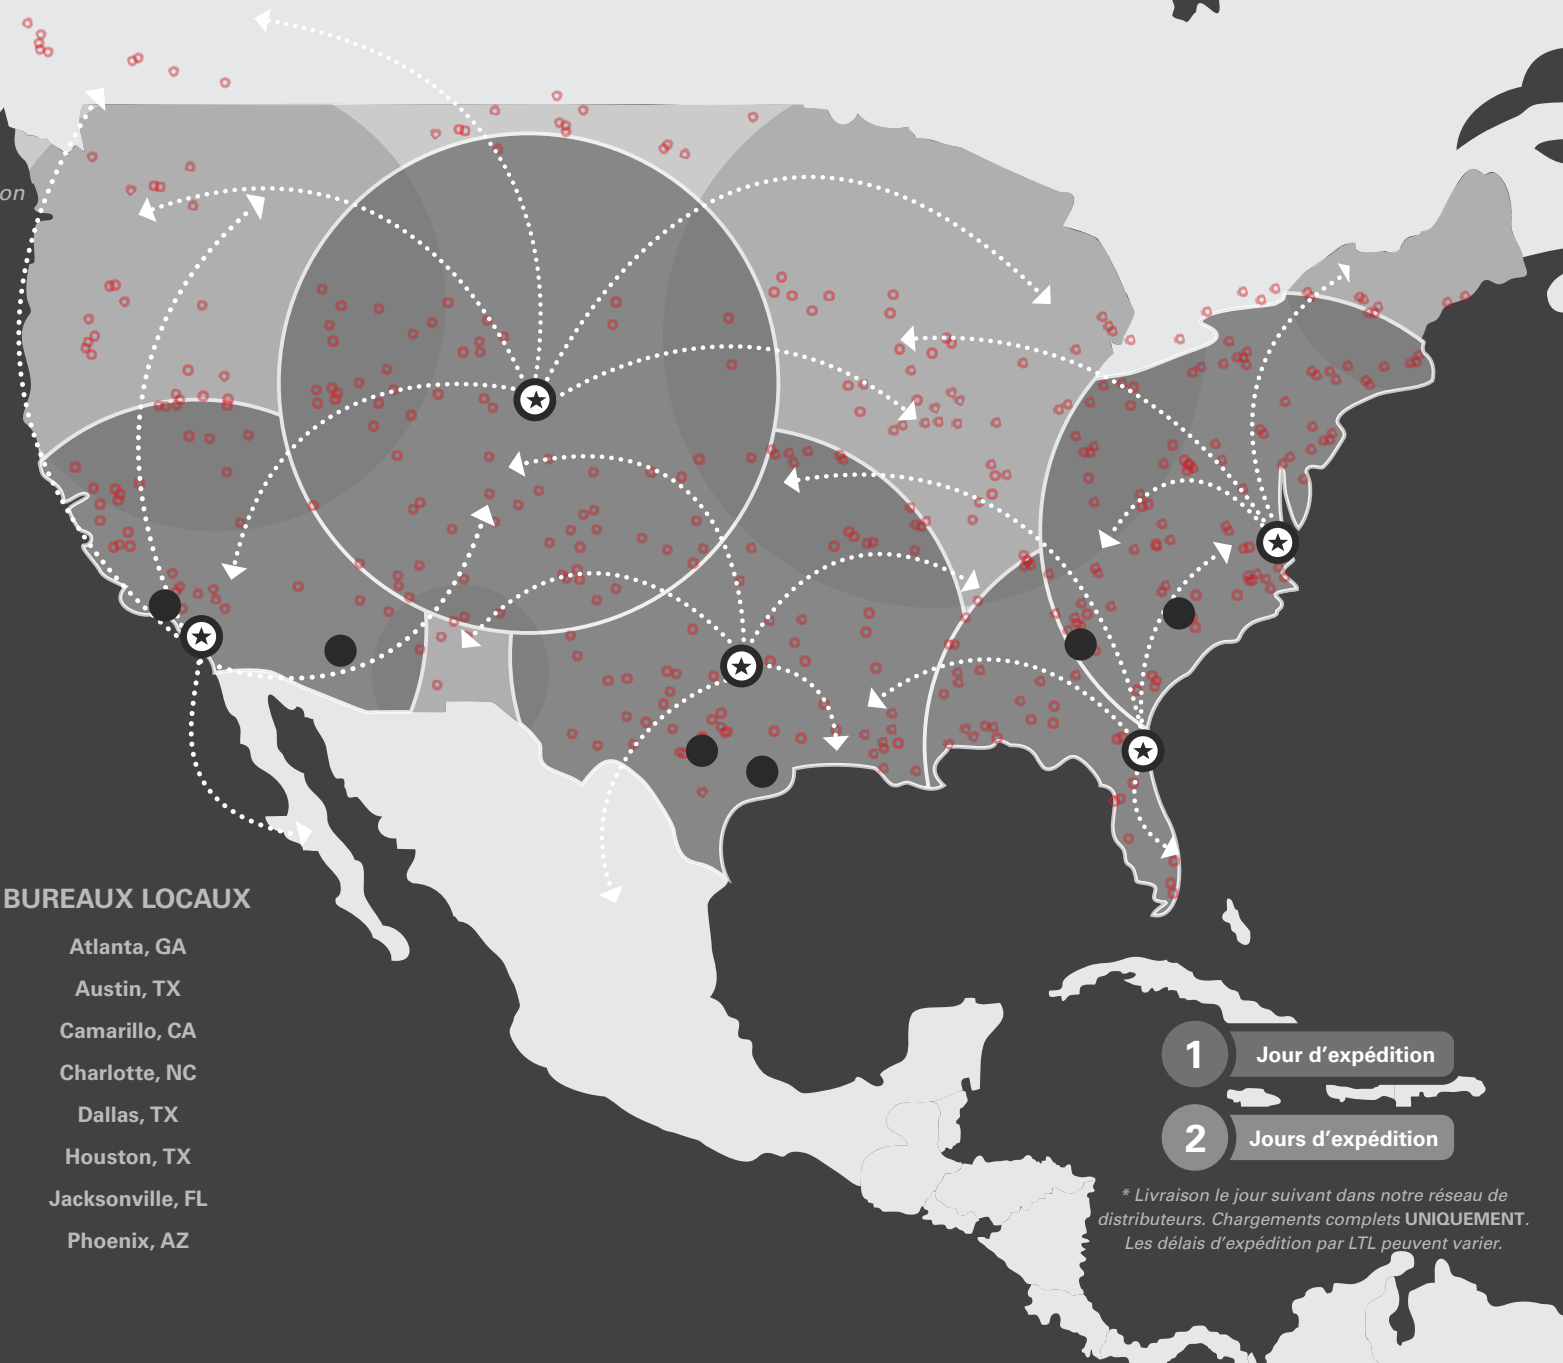 on
BUREAUX LOCAUX
Atlanta, GA
Austin, TX
Camarillo, CA
Charlotte, NC
Dallas, TX
Houston, TX
Jacksonville, FL
Phoenix, AZ
1 Jour d’expédition
2 Jours d’expédition
* Livraison le jour suivant dans notre réseau de
distributeurs. Chargements complets UNIQUEMENT.
Les délais d’expédition par LTL peuvent varier.